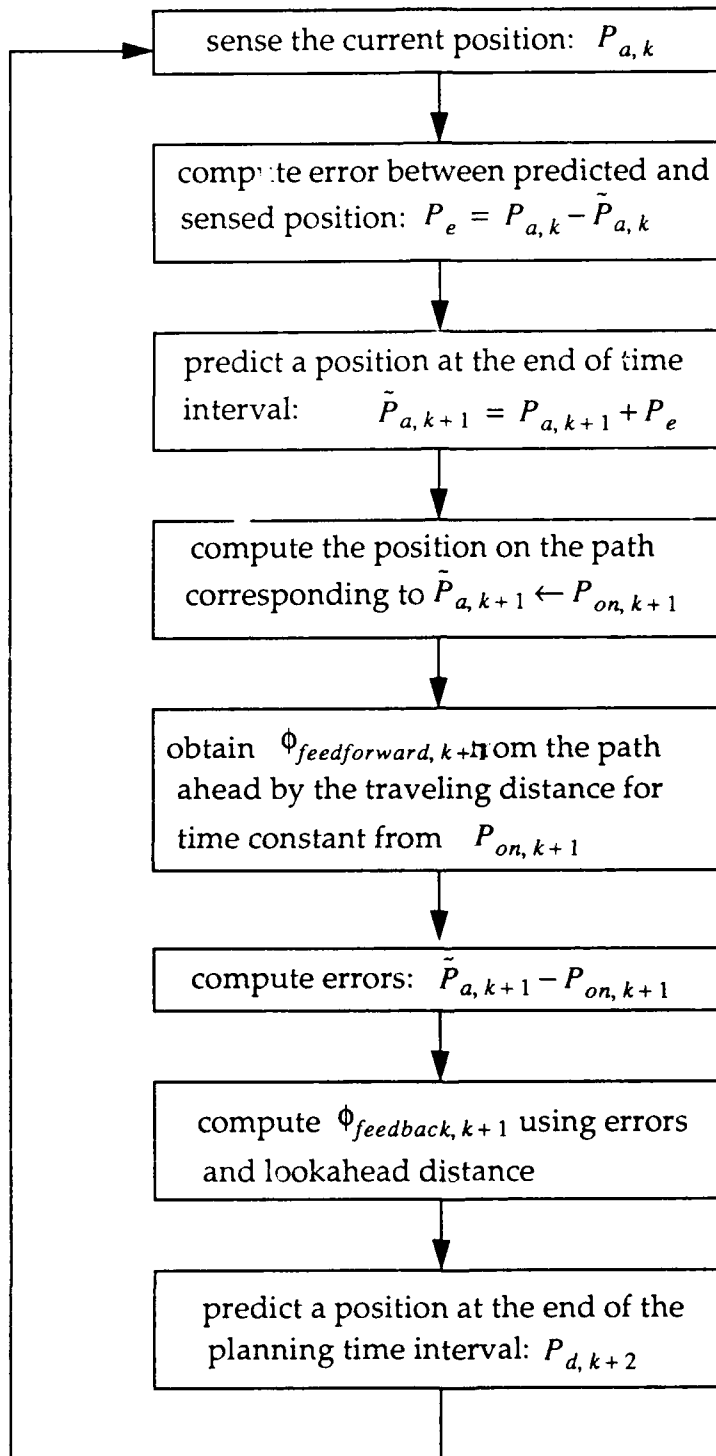 sense the current position: P_{a, k}
compute error between predicted and
sensed position: P_e = P_{a, k} − P̃_{a, k}
predict a position at the end of time
interval: P̃_{a, k + 1} = P_{a, k + 1} + P_e
compute the position on the path
corresponding to P̃_{a, k + 1} ← P_{on, k + 1}
obtain ϕ_{feedforward, k +} from the path
ahead by the traveling distance for
time constant from P_{on, k + 1}
compute errors: P̃_{a, k + 1} − P_{on, k + 1}
compute ϕ_{feedback, k + 1} using errors
and lookahead distance
predict a position at the end of the
planning time interval: P_{d, k + 2}